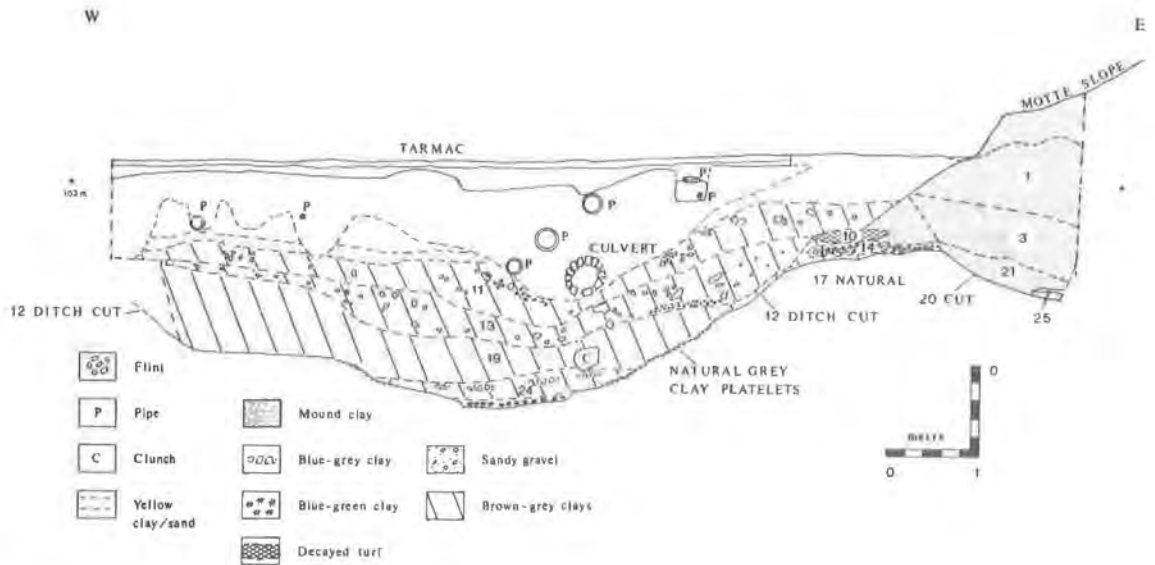 W
E
MOTTE SLOPE
TARMAC
103m
P
P
P
P
P
P
P
CULVERT
1
3
21
10
14
17 NATURAL
20 CUT
25
11
13
19
24
C
12 DITCH CUT
12 DITCH CUT
NATURAL GREY
CLAY PLATELETS
Flint
P Pipe
C Clunch
Yellow
clay/sand
Mound clay
Blue-grey clay
Blue-green clay
Decayed turf
Sandy gravel
Brown-grey clays
0
metre
0 1